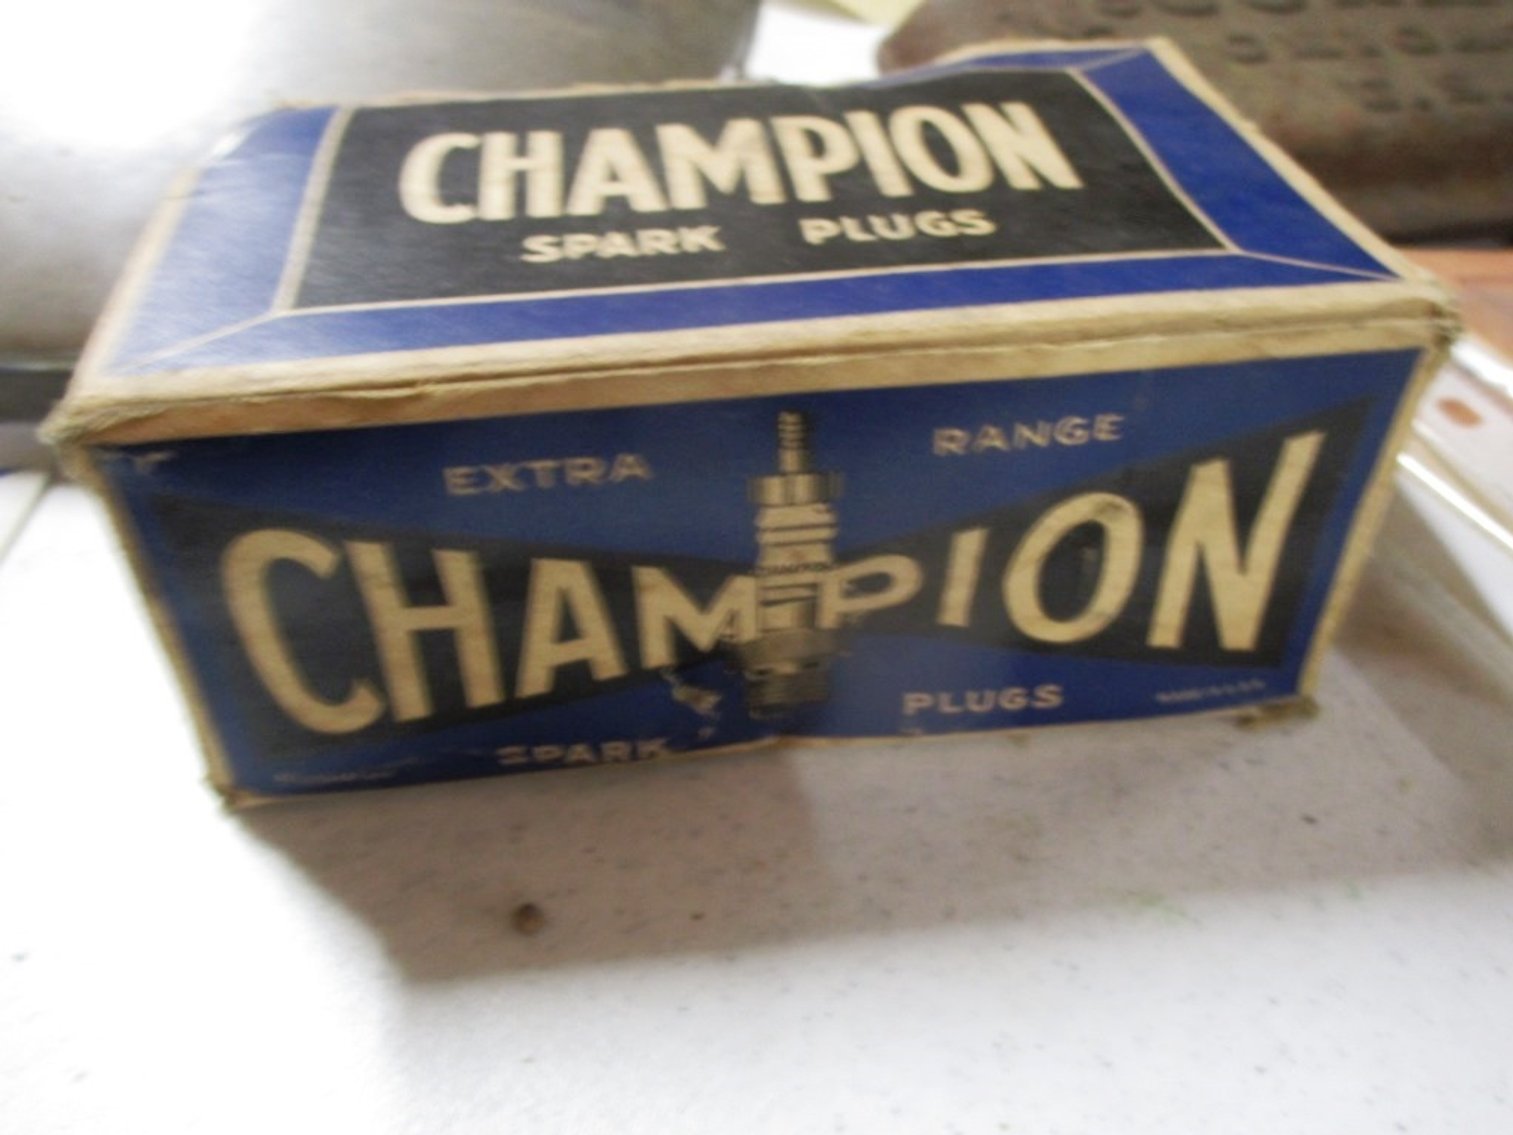 CHAMPION
SPARK PLUGS
EXTRA RANGE
CHAMPION
SPARK PLUGS